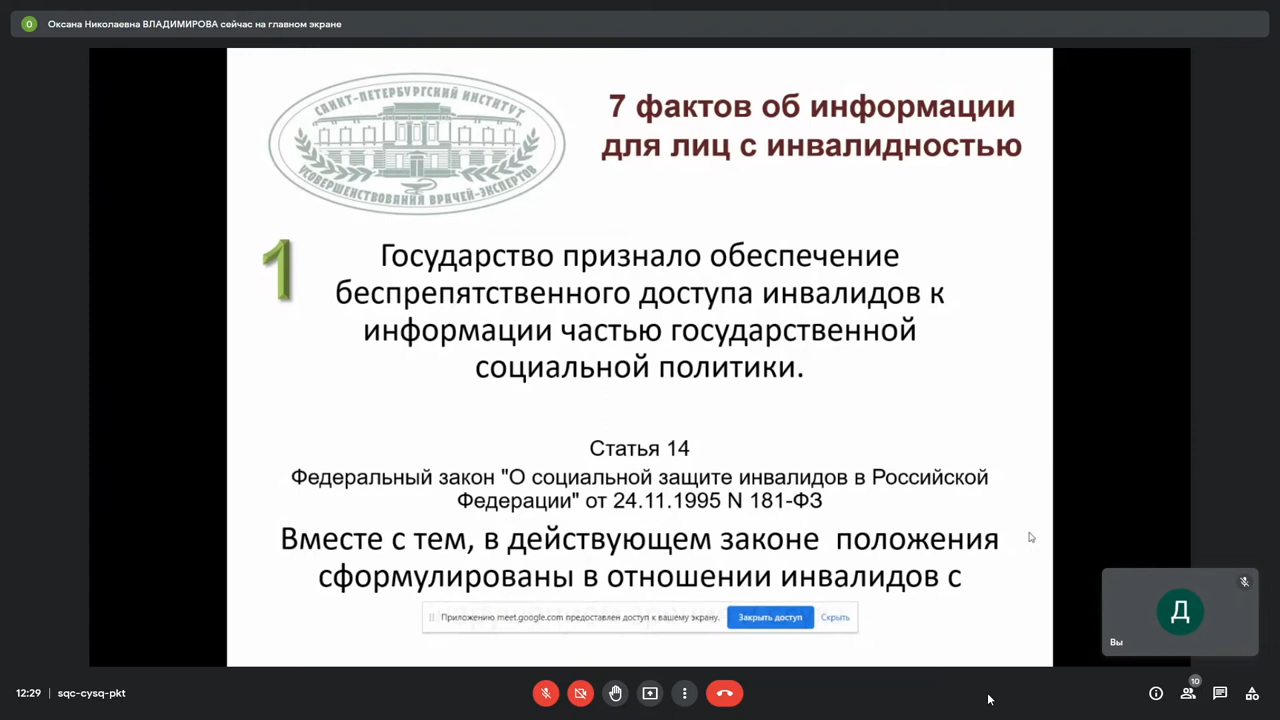 О
Оксана Николаевна ВЛАДИМИРОВА сейчас на главном экране
САНКТ-ПЕТЕРБУРГСКИЙ ИНСТИТУТ
УСОВЕРШЕНСТВОВАНИЯ ВРАЧЕЙ-ЭКСПЕРТОВ
7 фактов об информации
для лиц с инвалидностью
1
Государство признало обеспечение
беспрепятственного доступа инвалидов к
информации частью государственной
социальной политики.
Статья 14
Федеральный закон "О социальной защите инвалидов в Российской
Федерации" от 24.11.1995 N 181-ФЗ
Вместе с тем, в действующем законе положения
сформулированы в отношении инвалидов с
Приложению meet.google.com предоставлен доступ к вашему экрану.
Закрыть доступ
Скрыть
Д
Вы
12:29
sqc-cysq-pkt
10